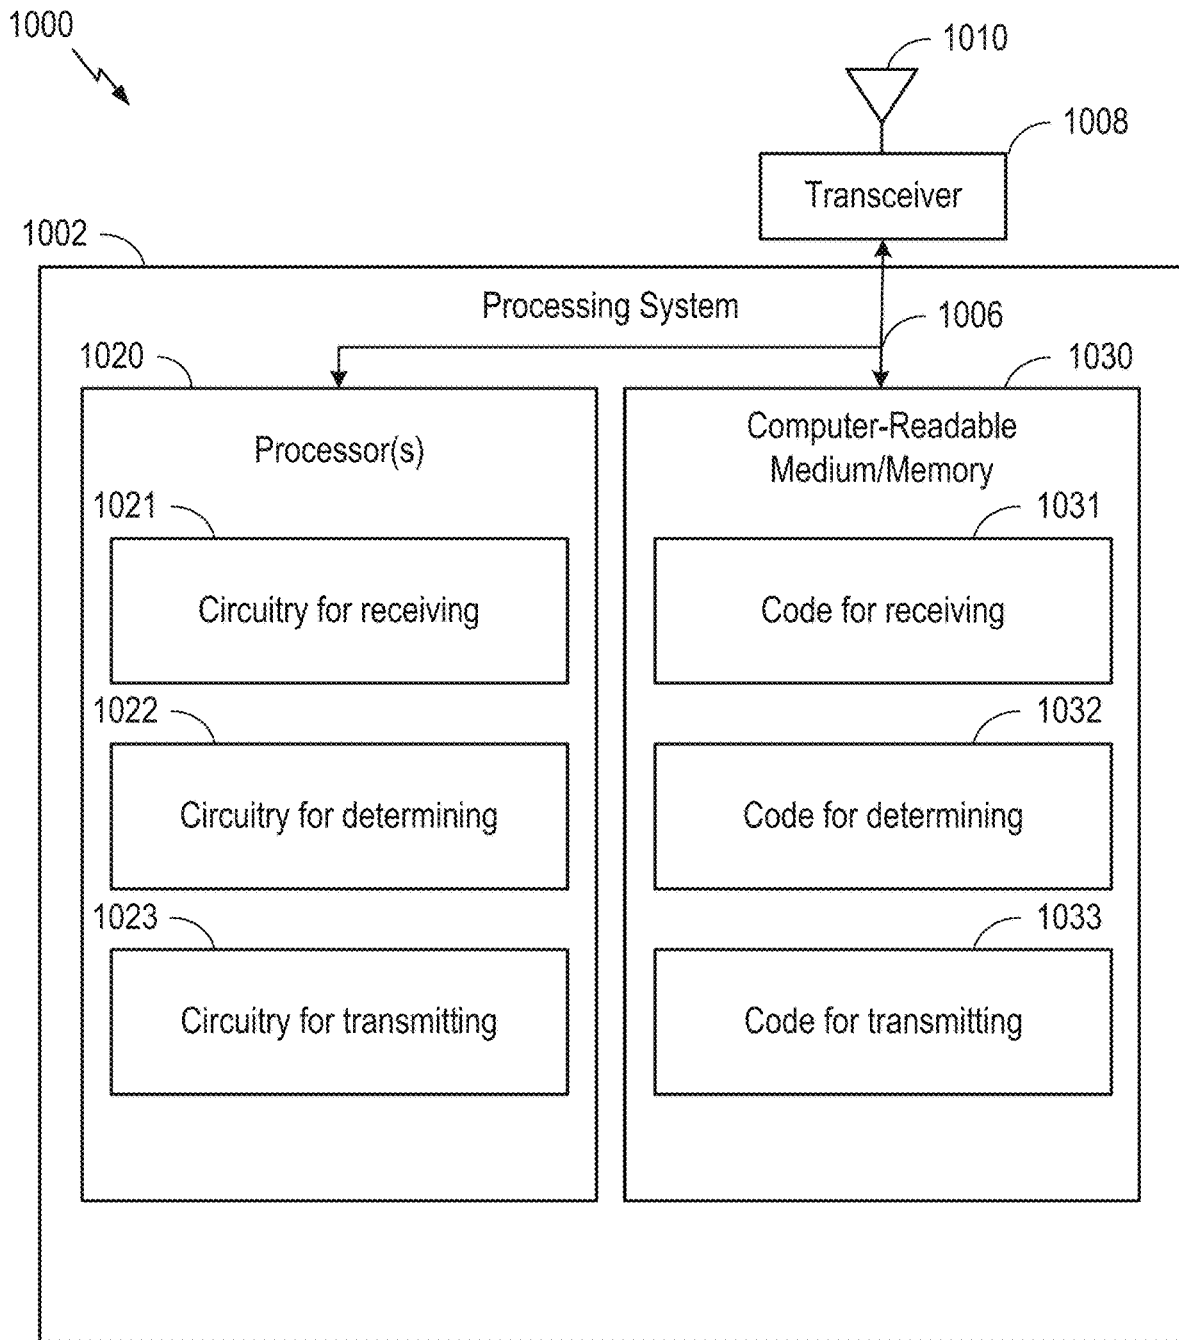 1000
1010
1008
Transceiver
1002
Processing System
1006
1020
1030
Processor(s)
Computer-Readable
Medium/Memory
1021
1031
Circuitry for receiving
Code for receiving
1022
1032
Circuitry for determining
Code for determining
1023
1033
Circuitry for transmitting
Code for transmitting